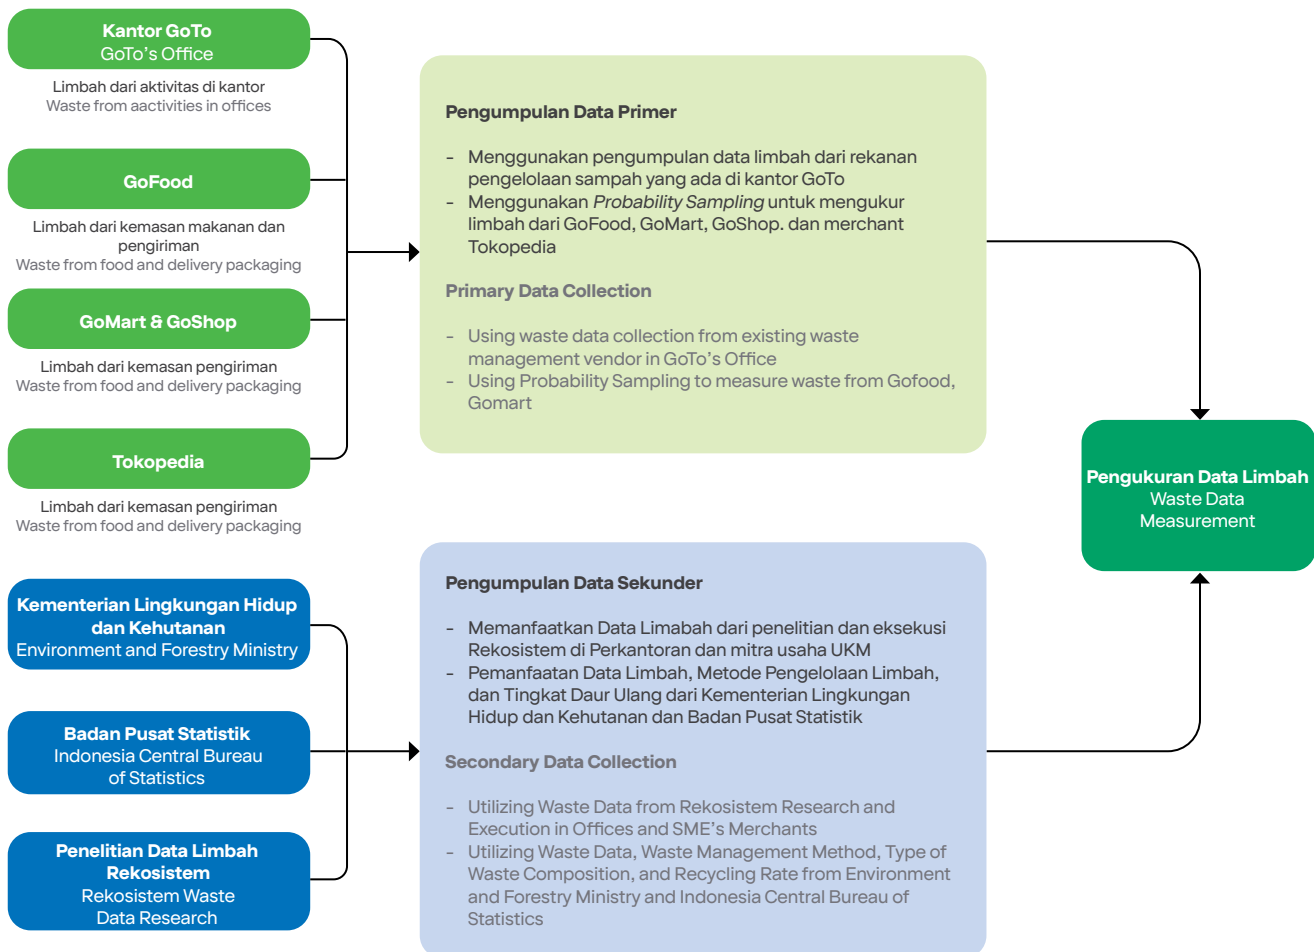 Kantor GoTo
GoTo's Office
Limbah dari aktivitas di kantor
Waste from aactivities in offices
GoFood
Limbah dari kemasan makanan dan
pengiriman
Waste from food and delivery packaging
GoMart & GoShop
Limbah dari kemasan pengiriman
Waste from food and delivery packaging
Tokopedia
Limbah dari kemasan pengiriman
Waste from food and delivery packaging
Kementerian Lingkungan Hidup
dan Kehutanan
Environment and Forestry Ministry
Badan Pusat Statistik
Indonesia Central Bureau
of Statistics
Penelitian Data Limbah
Rekosistem
Rekosistem Waste
Data Research
Pengumpulan Data Primer
- Menggunakan pengumpulan data limbah dari rekanan
pengelolaan sampah yang ada di kantor GoTo
- Menggunakan Probability Sampling untuk mengukur
limbah dari GoFood, GoMart, GoShop. dan merchant
Tokopedia
Primary Data Collection
- Using waste data collection from existing waste
management vendor in GoTo's Office
- Using Probability Sampling to measure waste from Gofood,
Gomart
Pengumpulan Data Sekunder
- Memanfaatkan Data Limabah dari penelitian dan eksekusi
Rekosistem di Perkantoran dan mitra usaha UKM
- Pemanfaatan Data Limbah, Metode Pengelolaan Limbah,
dan Tingkat Daur Ulang dari Kementerian Lingkungan
Hidup dan Kehutanan dan Badan Pusat Statistik
Secondary Data Collection
- Utilizing Waste Data from Rekosistem Research and
Execution in Offices and SME's Merchants
- Utilizing Waste Data, Waste Management Method, Type of
Waste Composition, and Recycling Rate from Environment
and Forestry Ministry and Indonesia Central Bureau of
Statistics
Pengukuran Data Limbah
Waste Data
Measurement